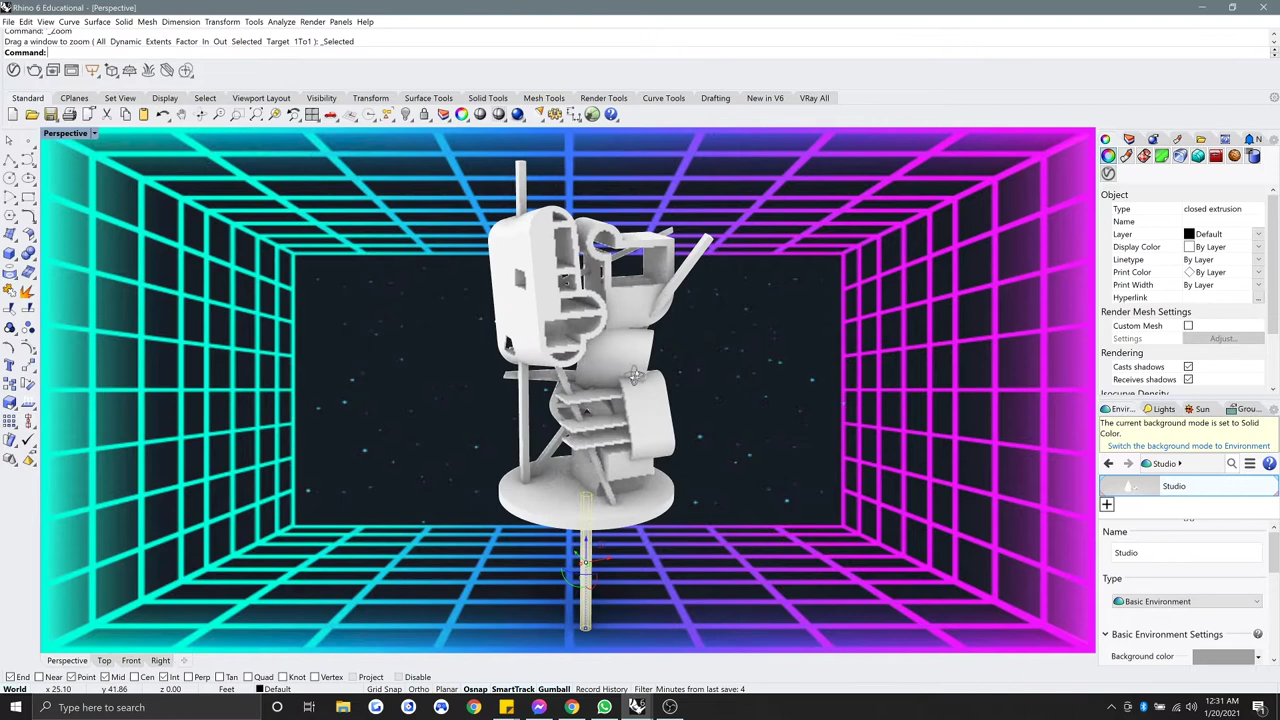 Rhino 6 Educational - [Perspective]
File Edit View Curve Surface Solid Mesh Dimension Transform Tools Analyze Render Panels Help
Command: '_Zoom
Drag a window to zoom ( All Dynamic Extents Factor In Out Selected Target 1To1 ): _Selected
Command:
Standard CPlanes Set View Display Select Viewport Layout Visibility Transform Surface Tools Solid Tools Mesh Tools Render Tools Curve Tools Drafting New in V6 VRay All
Perspective
Object
Type closed extrusion
Name
Layer Default
Display Color By Layer
Linetype By Layer
Print Color By Layer
Print Width By Layer
Hyperlink ...
Render Mesh Settings
Custom Mesh
Settings Adjust...
Rendering
Casts shadows
Receives shadows
Envir... Lights Sun Grou...
The current background mode is set to Solid
Color.
Switch the background mode to Environment
Studio
Studio
Name
Studio
Type
Basic Environment
Basic Environment Settings
Background color
Perspective Top Front Right
End Near Point Mid Cen Int Perp Tan Quad Knot Vertex Project Disable
World x 25.10 y 41.86 z 0.00 Feet Default Grid Snap Ortho Planar Osnap SmartTrack Gumball Record History Filter Minutes from last save: 4
Type here to search
12:31 AM
1/20/2021